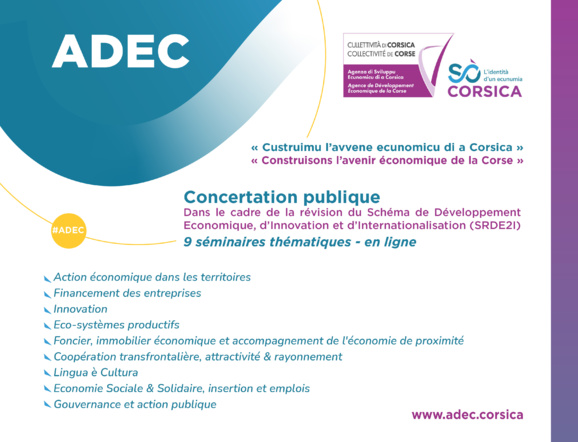 ADEC
CULLETTIVITÀ DI CORSICA
COLLECTIVITÉ DE CORSE
Agenza di Sviluppu
Ecunomicu di a Corsica
Agence de Développement
Économique de la Corse
SÒ
L'identità
d'un ecunumia
CORSICA
« Custruimu l'avvene ecunomicu di a Corsica »
« Construisons l'avenir économique de la Corse »
Concertation publique
Dans le cadre de la révision du Schéma de Développement
Economique, d'Innovation et d'Internationalisation (SRDE2I)
9 séminaires thématiques - en ligne
#ADEC
Action économique dans les territoires
Financement des entreprises
Innovation
Eco-systèmes productifs
Foncier, immobilier économique et accompagnement de l'économie de proximité
Coopération transfrontalière, attractivité & rayonnement
Lingua è Cultura
Economie Sociale & Solidaire, insertion et emplois
Gouvernance et action publique
www.adec.corsica